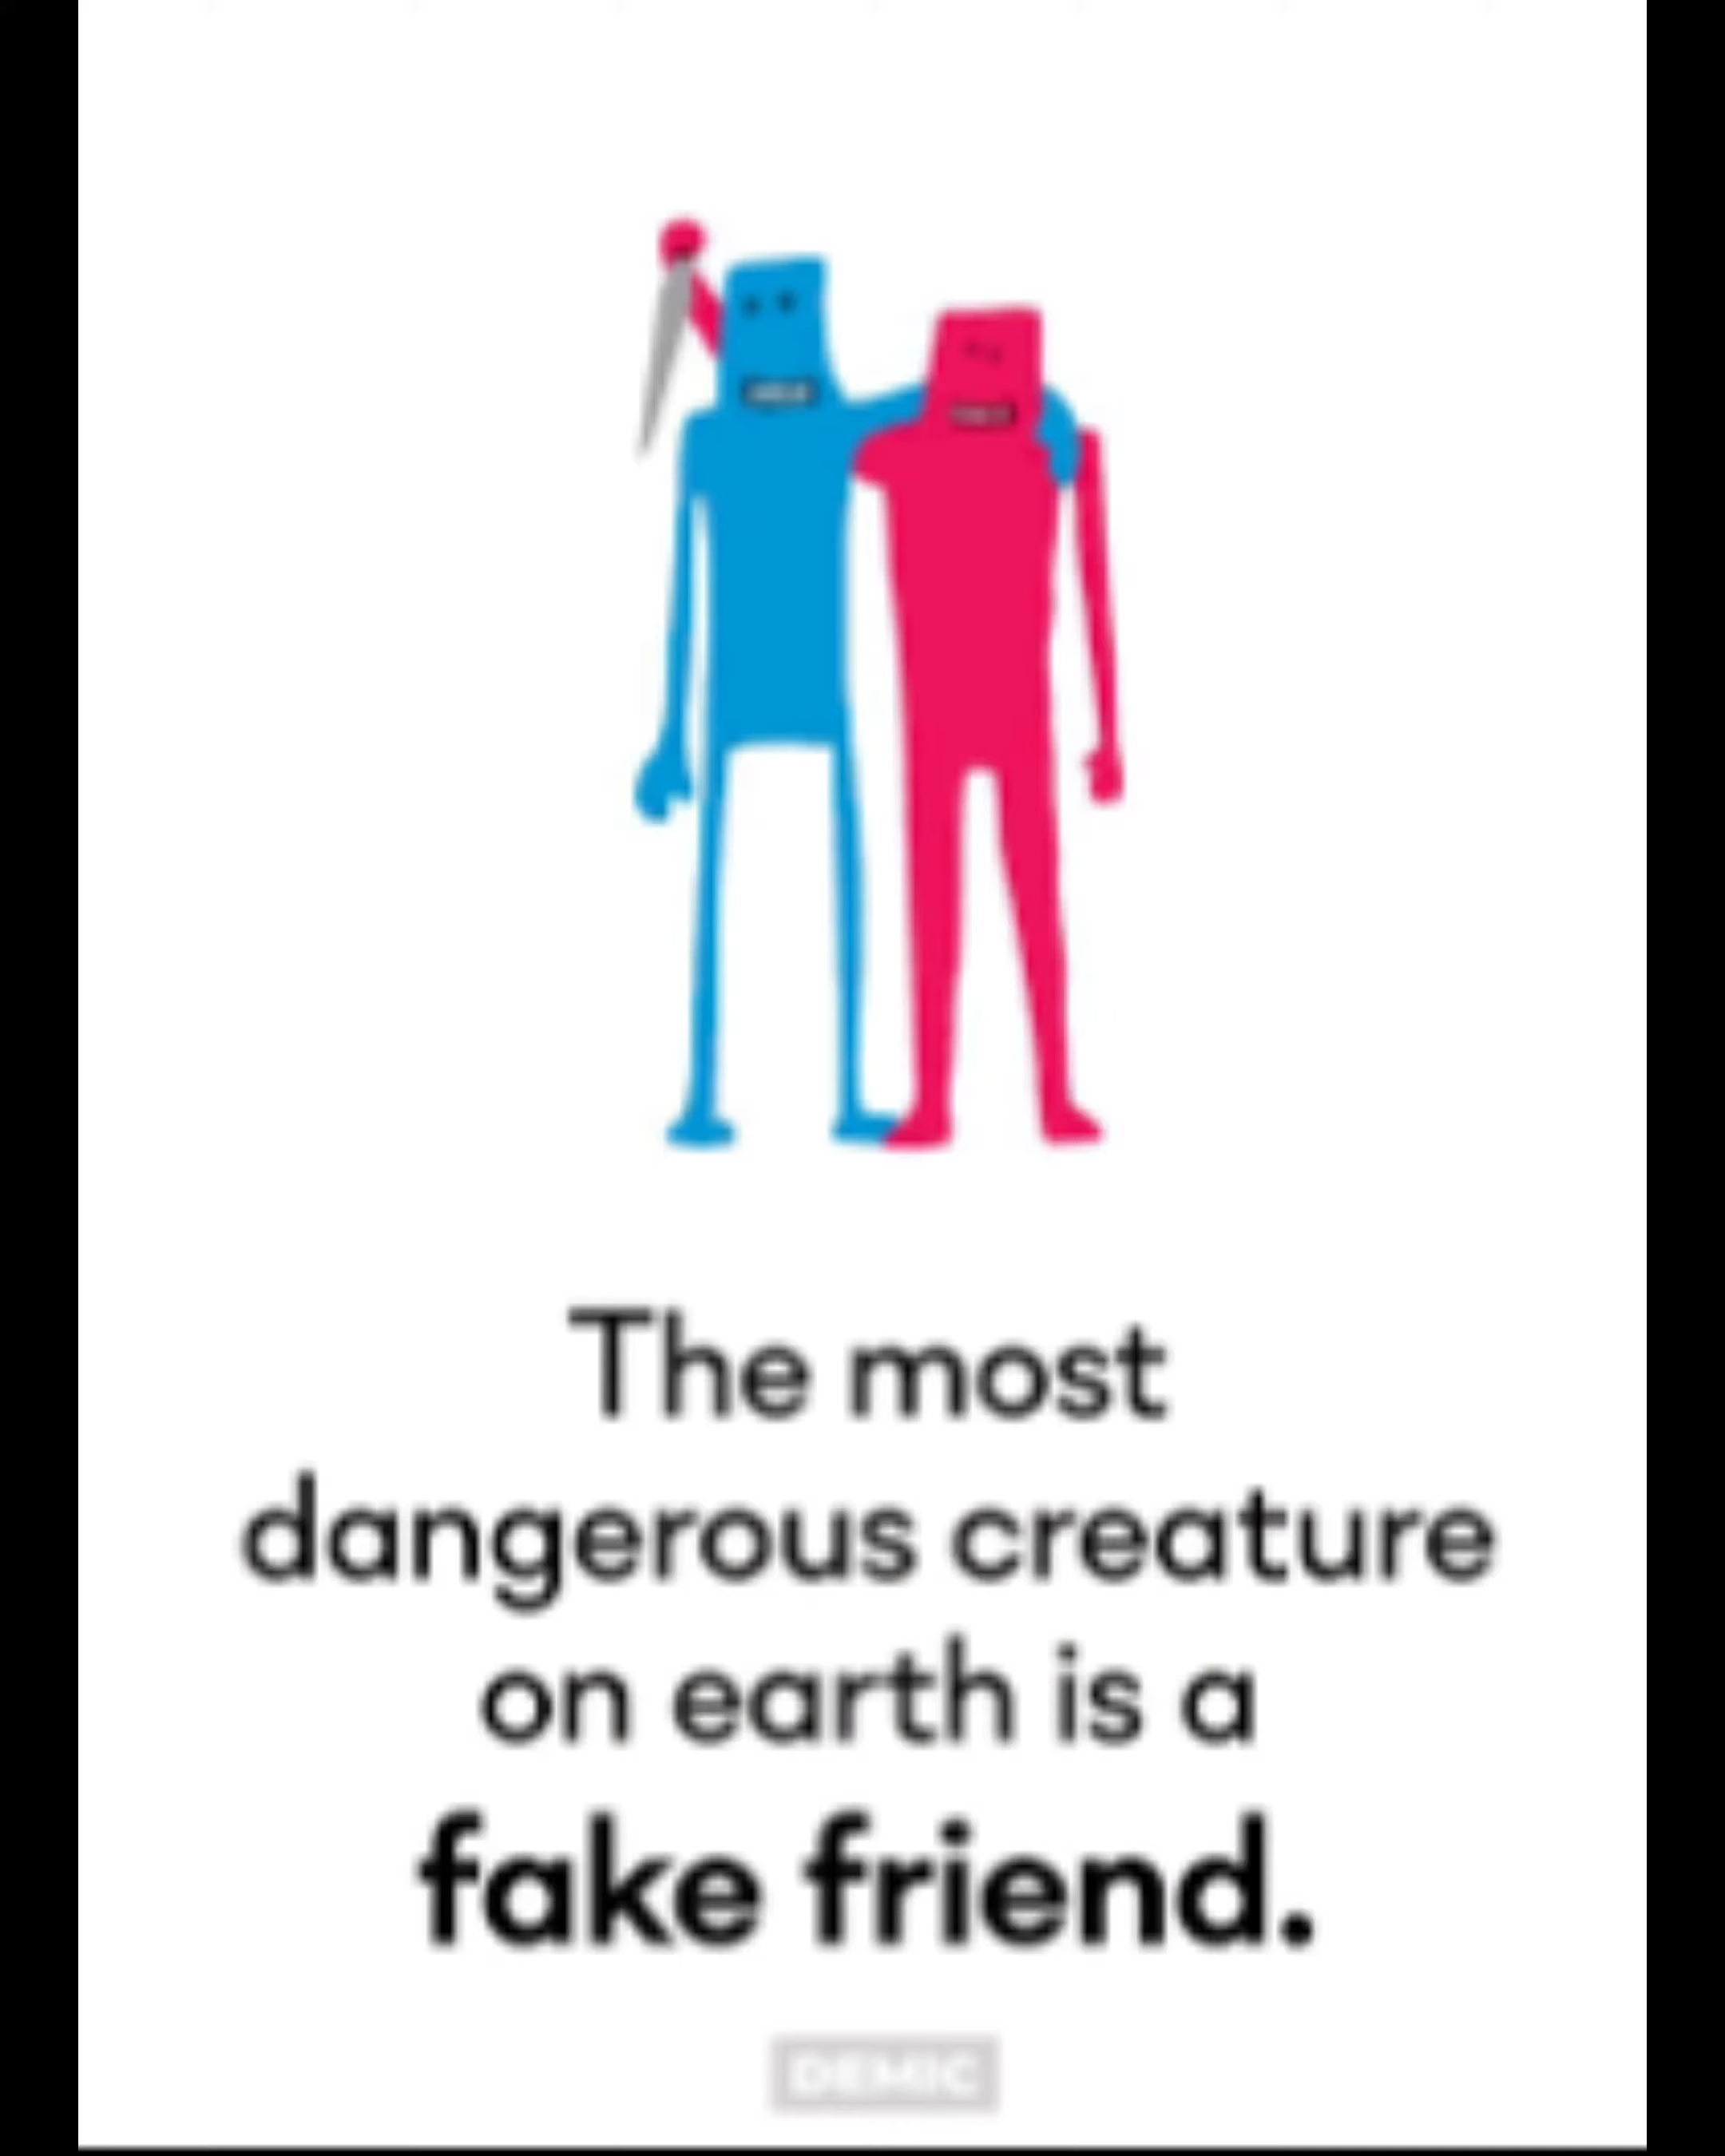 The most
dangerous creature
on earth is a
fake friend.
DEMIC